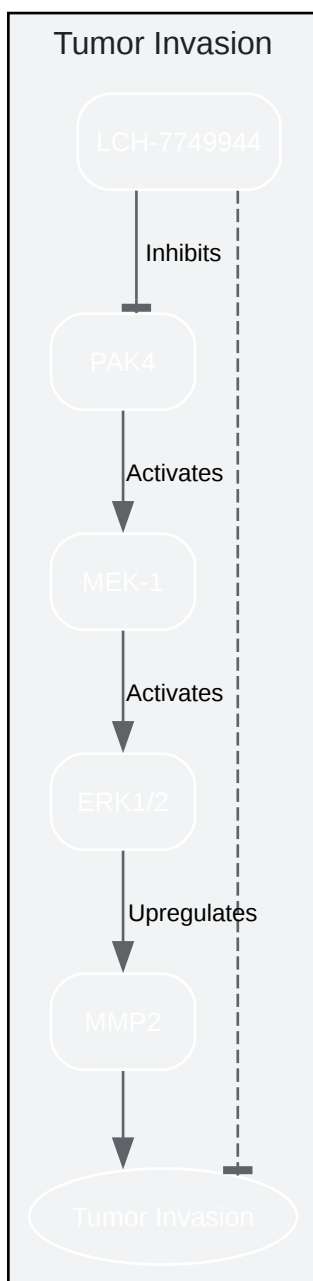 Tumor Invasion
LCH-7749944
Inhibits
PAK4
Activates
MEK-1
Activates
ERK1/2
Upregulates
MMP2
Tumor Invasion